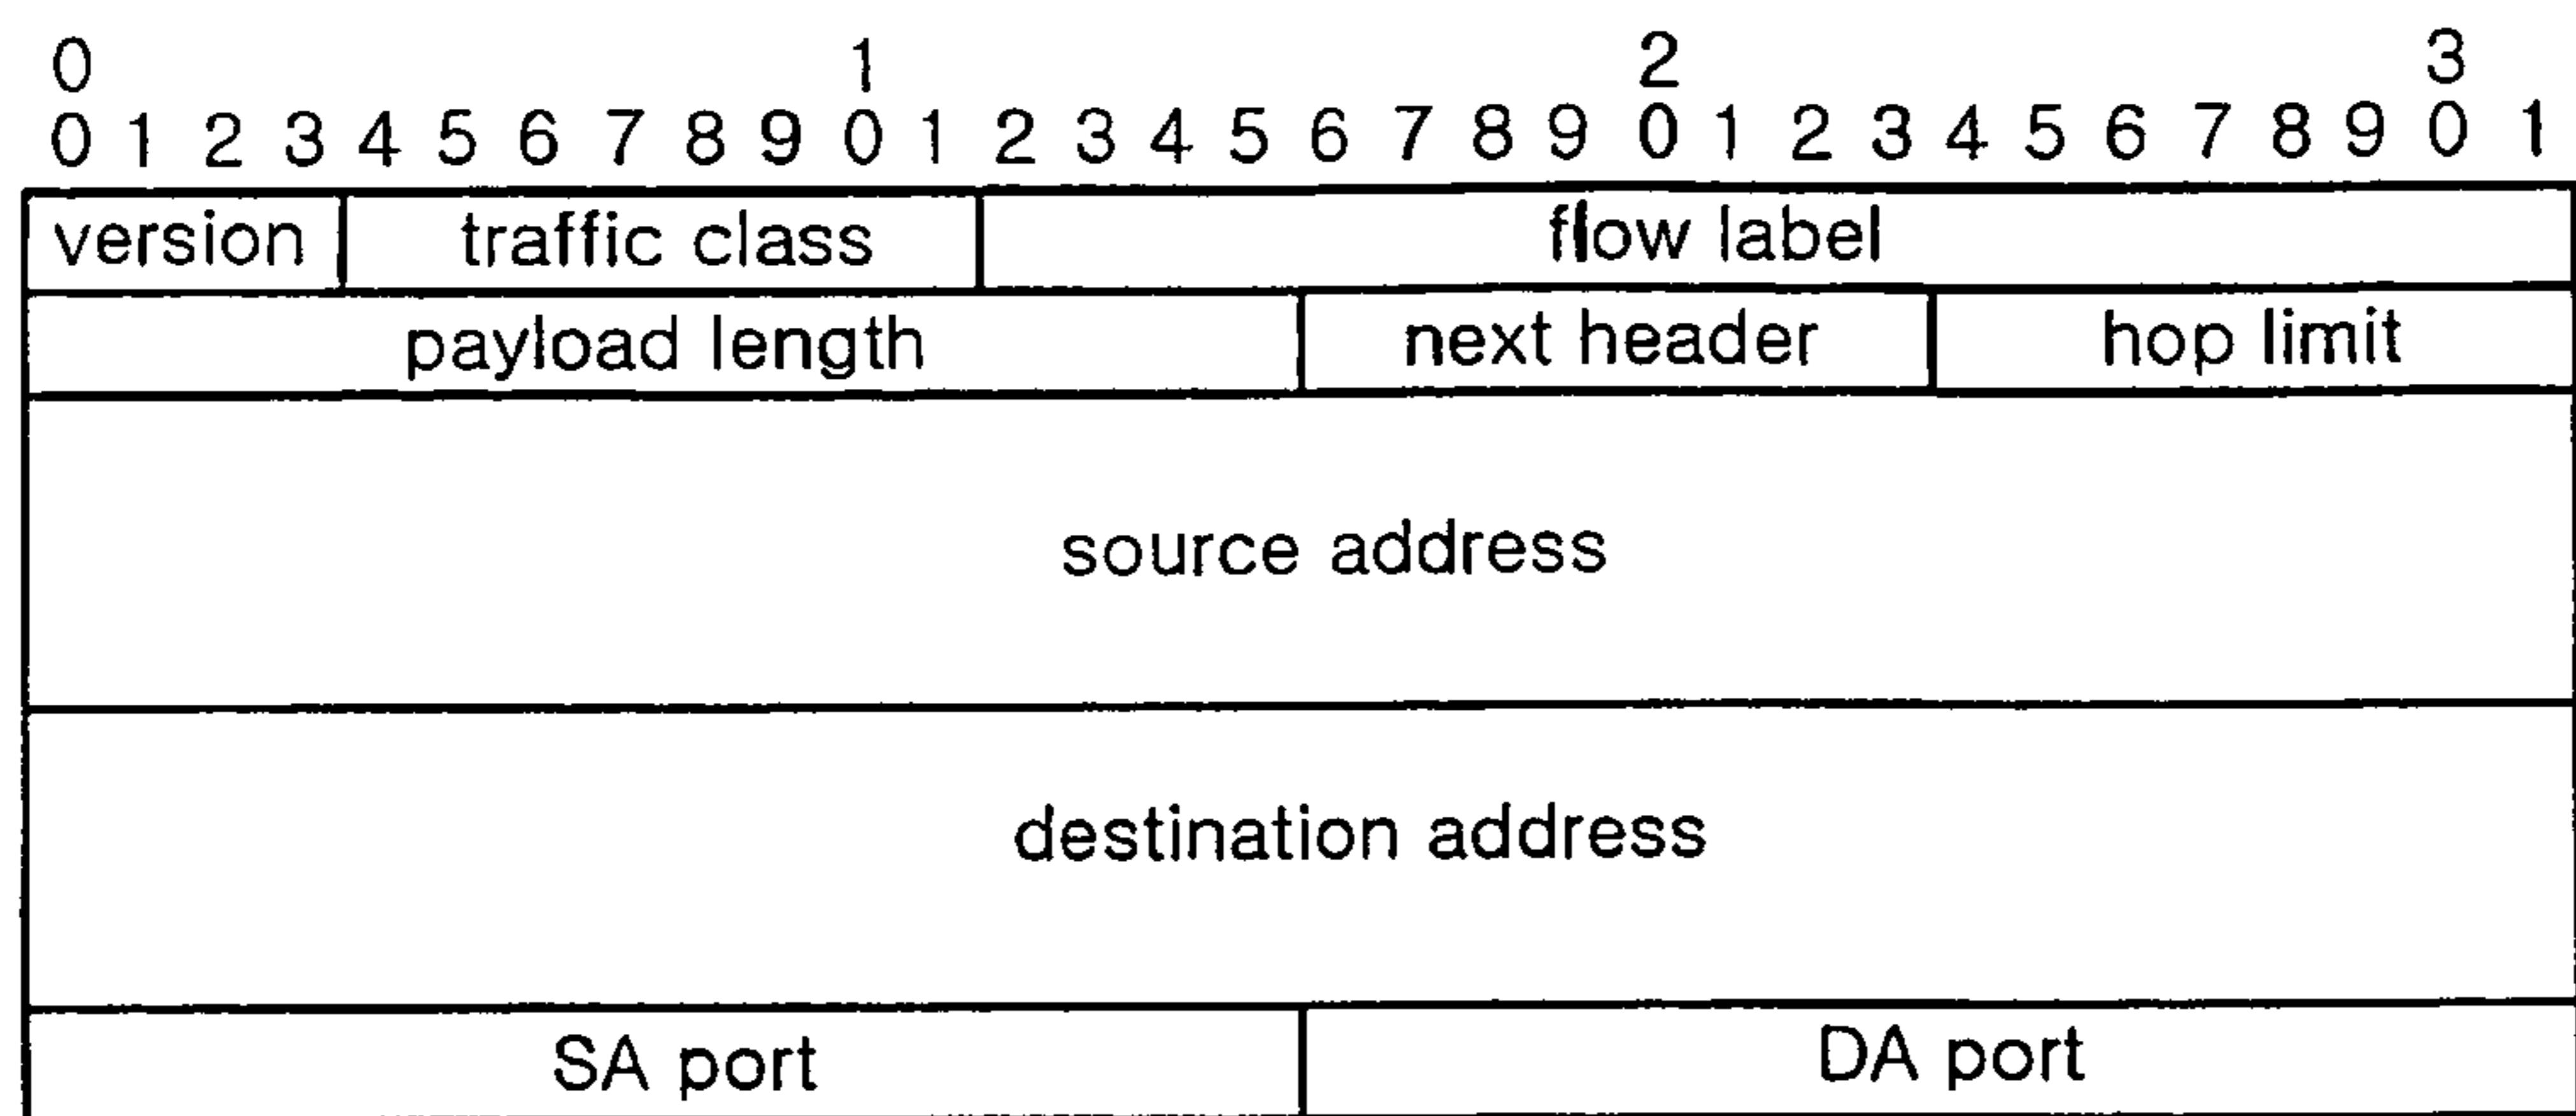 0 1 2 3
0 1 2 3 4 5 6 7 8 9 0 1 2 3 4 5 6 7 8 9 0 1 2 3 4 5 6 7 8 9 0 1
version traffic class flow label
payload length next header hop limit
source address
destination address
SA port DA port